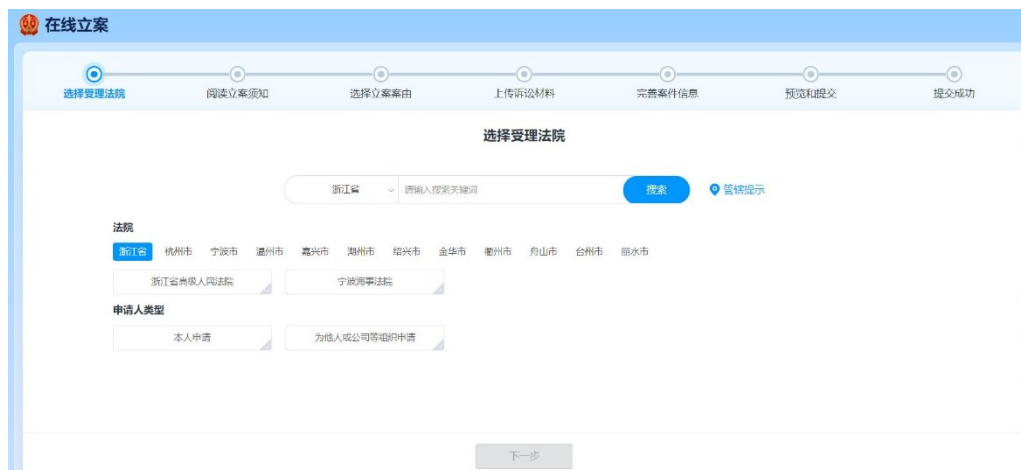 在线立案
选择受理法院 阅读立案须知 选择立案案由 上传诉讼材料 完善案件信息 预览和提交 提交成功
选择受理法院
浙江省 请输入搜索关键词 搜索 管辖提示
法院
浙江省 杭州市 宁波市 温州市 嘉兴市 湖州市 绍兴市 金华市 衢州市 舟山市 台州市 丽水市
浙江省高级人民法院 宁波海事法院
申请人类型
本人申请 为他人或公司等组织申请
下一步